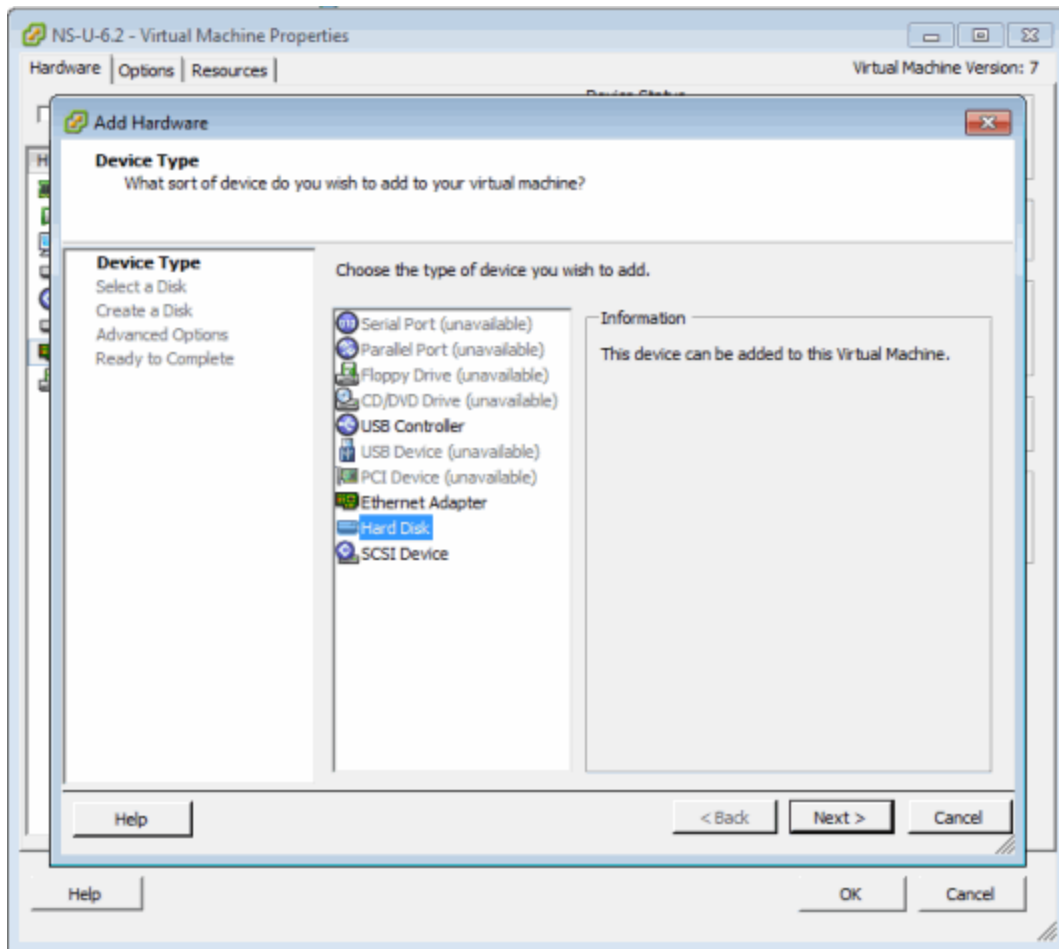 NS-U-6.2 - Virtual Machine Properties
Hardware Options Resources Virtual Machine Version: 7
Add Hardware
Device Type
What sort of device do you wish to add to your virtual machine?
Device Type
Select a Disk
Create a Disk
Advanced Options
Ready to Complete
Choose the type of device you wish to add.
Serial Port (unavailable)
Parallel Port (unavailable)
Floppy Drive (unavailable)
CD/DVD Drive (unavailable)
USB Controller
USB Device (unavailable)
PCI Device (unavailable)
Ethernet Adapter
Hard Disk
SCSI Device
Information
This device can be added to this Virtual Machine.
Help < Back Next > Cancel
Help OK Cancel